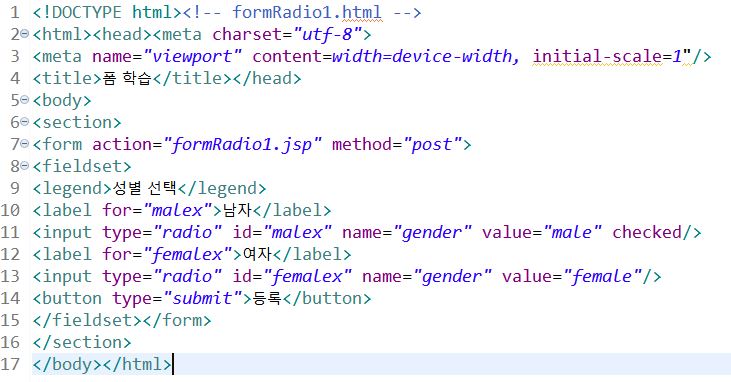 1 <!DOCTYPE html><!-- formRadio1.html -->
2 <html><head><meta charset="utf-8">
3 <meta name="viewport" content=width=device-width, initial-scale=1"/>
4 <title>폼 학습</title></head>
5 <body>
6 <section>
7 <form action="formRadio1.jsp" method="post">
8 <fieldset>
9 <legend>성별 선택</legend>
10 <label for="malex">남자</label>
11 <input type="radio" id="malex" name="gender" value="male" checked/>
12 <label for="femalex">여자</label>
13 <input type="radio" id="femalex" name="gender" value="female"/>
14 <button type="submit">등록</button>
15 </fieldset></form>
16 </section>
17 </body></html>